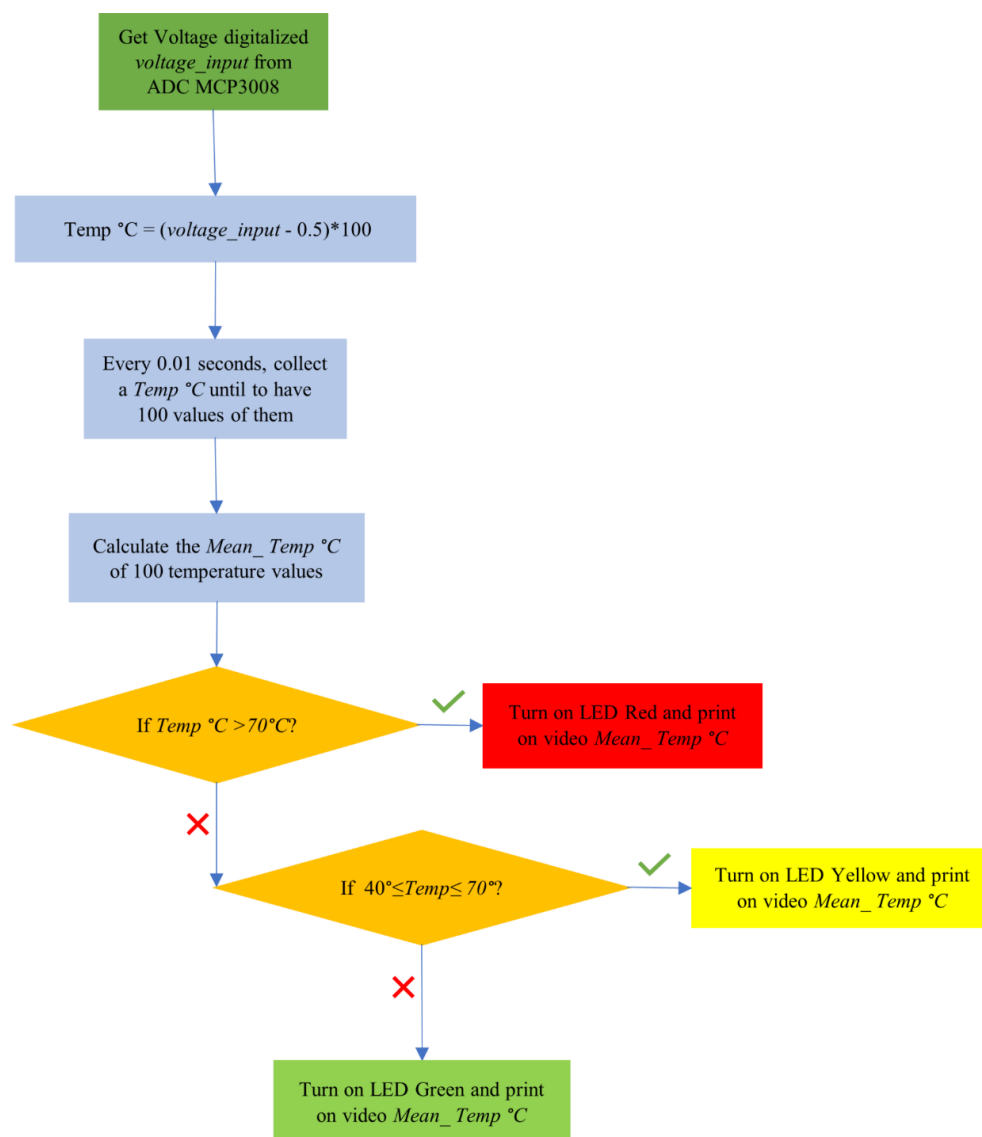 Get Voltage digitalized
voltage_input from
ADC MCP3008
Temp °C = (voltage_input - 0.5)*100
Every 0.01 seconds, collect
a Temp °C until to have
100 values of them
Calculate the Mean_ Temp °C
of 100 temperature values
If Temp °C >70°C?
Turn on LED Red and print
on video Mean_ Temp °C
If 40°≤Temp≤ 70°?
Turn on LED Yellow and print
on video Mean_ Temp °C
Turn on LED Green and print
on video Mean_ Temp °C